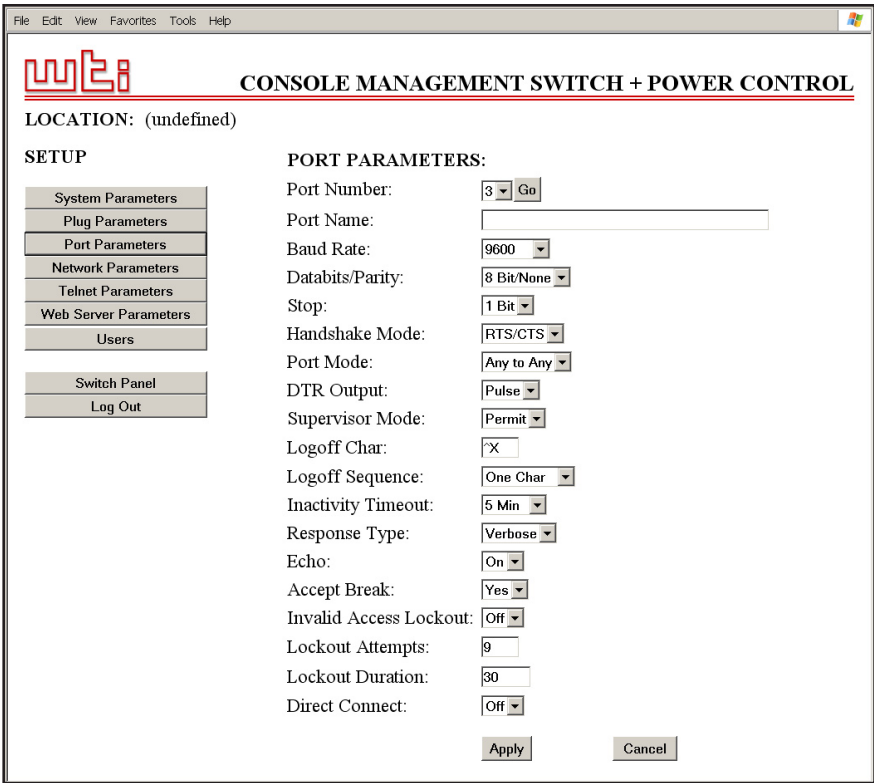 File Edit View Favorites Tools Help
wti
CONSOLE MANAGEMENT SWITCH + POWER CONTROL
LOCATION: (undefined)
SETUP
System Parameters
Plug Parameters
Port Parameters
Network Parameters
Telnet Parameters
Web Server Parameters
Users
Switch Panel
Log Out
PORT PARAMETERS:
Port Number: 3 Go
Port Name:
Baud Rate: 9600
Databits/Parity: 8 Bit/None
Stop: 1 Bit
Handshake Mode: RTS/CTS
Port Mode: Any to Any
DTR Output: Pulse
Supervisor Mode: Permit
Logoff Char: ^X
Logoff Sequence: One Char
Inactivity Timeout: 5 Min
Response Type: Verbose
Echo: On
Accept Break: Yes
Invalid Access Lockout: Off
Lockout Attempts: 9
Lockout Duration: 30
Direct Connect: Off
Apply Cancel